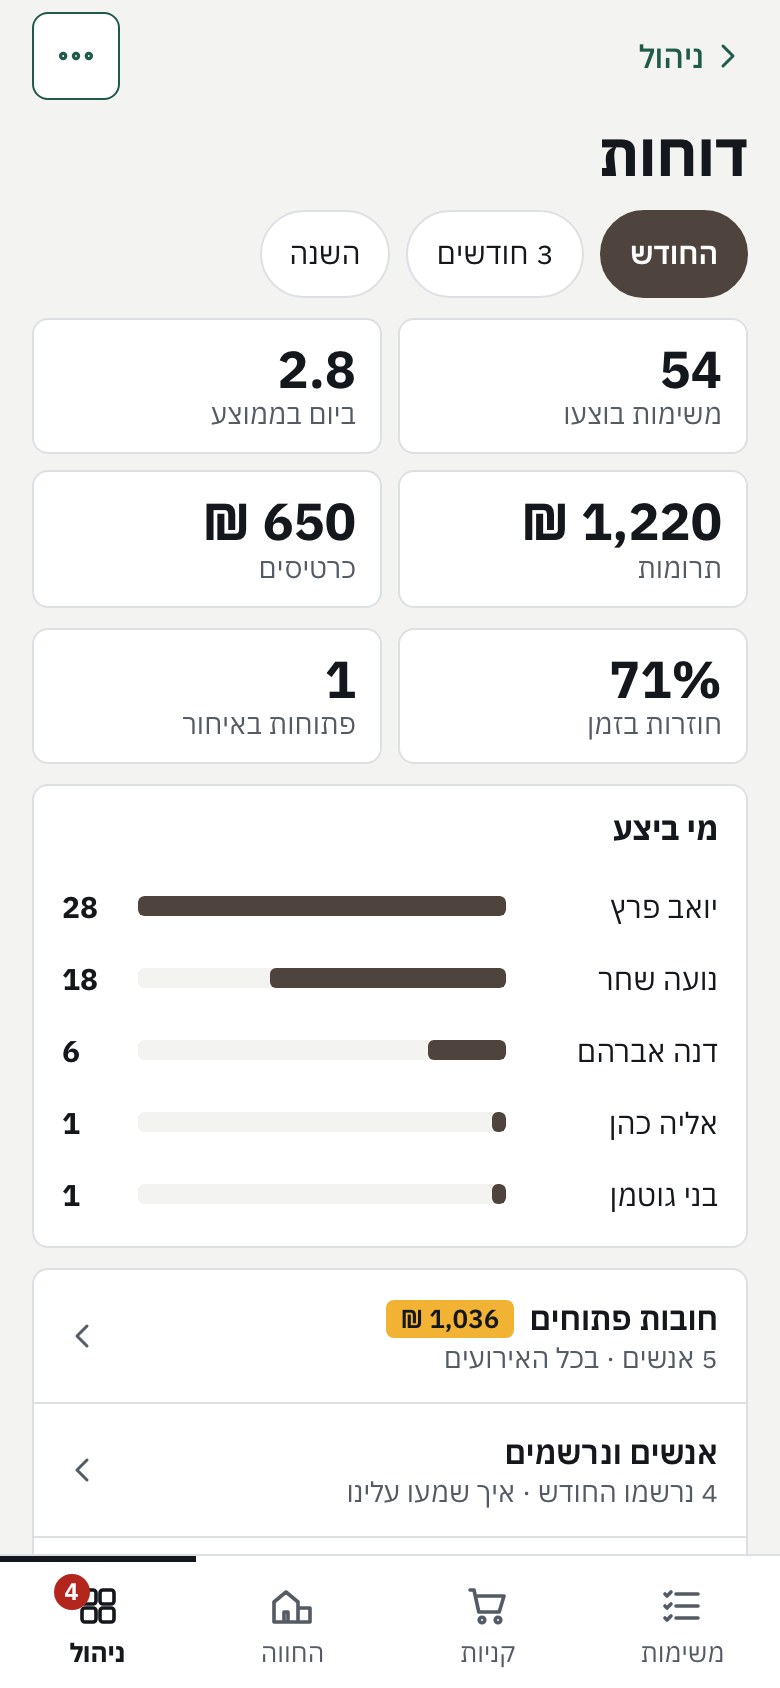 ניהול
דוחות
החודש
3 חודשים
השנה
54
משימות בוצעו
2.8
ביום בממוצע
1,220 ₪
תרומות
650 ₪
כרטיסים
71%
חוזרות בזמן
1
פתוחות באיחור
מי ביצע
יואב פרץ 28
נועה שחר 18
דנה אברהם 6
אליה כהן 1
בני גוטמן 1
חובות פתוחים 1,036 ₪
5 אנשים · בכל האירועים
אנשים ונרשמים
4 נרשמו החודש · איך שמעו עלינו
משימות
קניות
החווה
4
ניהול